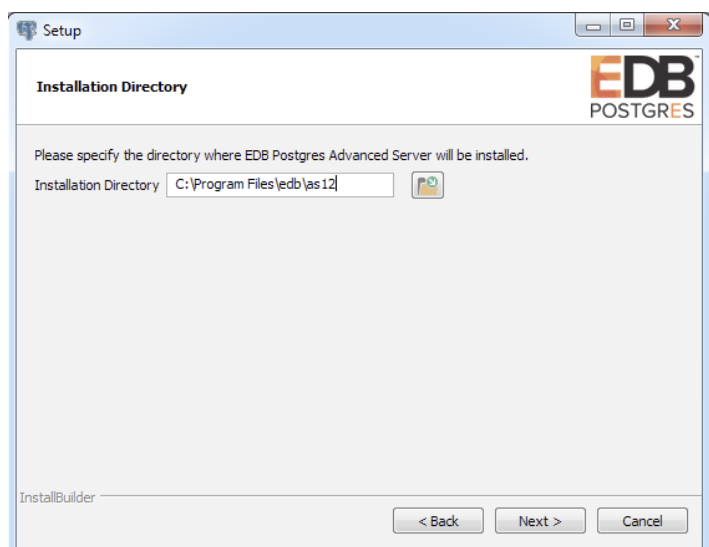 Setup
Installation Directory
EDB
POSTGRES
Please specify the directory where EDB Postgres Advanced Server will be installed.
Installation Directory C:\Program Files\edb\as12
InstallBuilder
< Back Next > Cancel